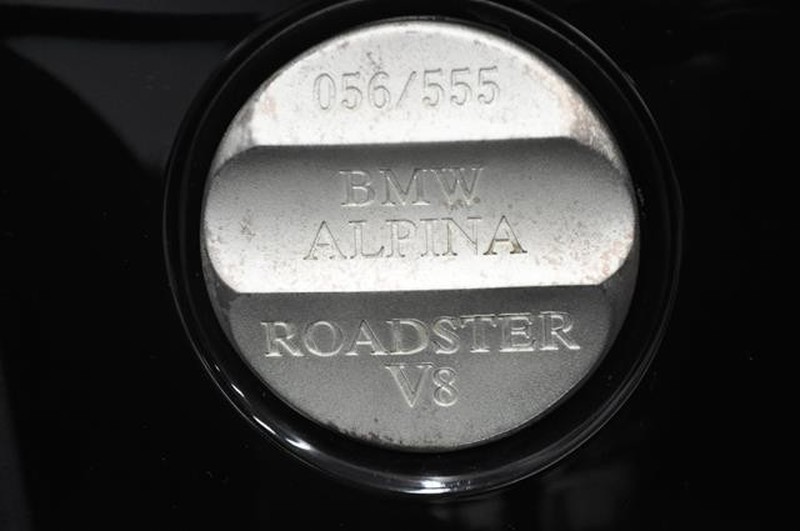 056/555
BMW
ALPINA
ROADSTER
V8